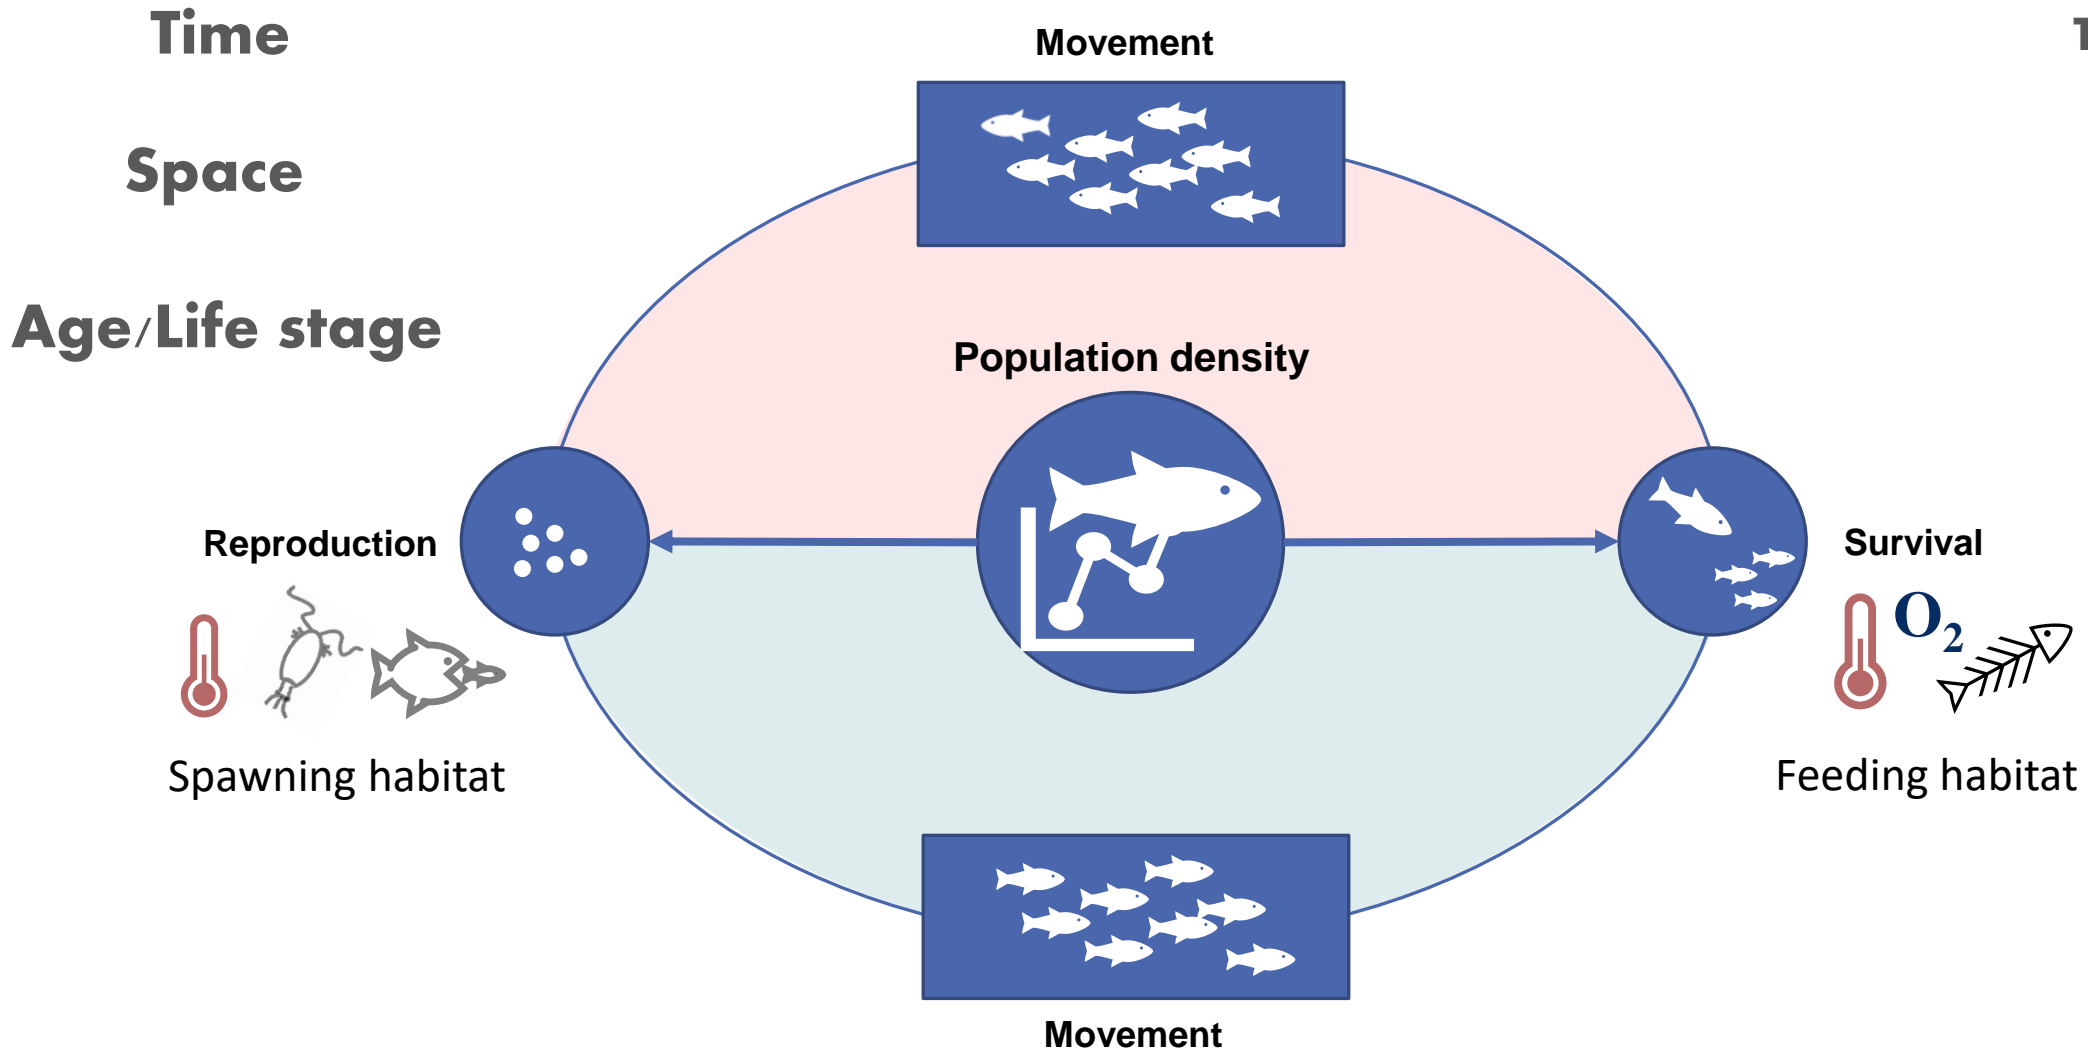 Time
Space
Age/Life stage
Movement
Population density
Reproduction
Spawning habitat
Survival
O₂
Feeding habitat
Movement